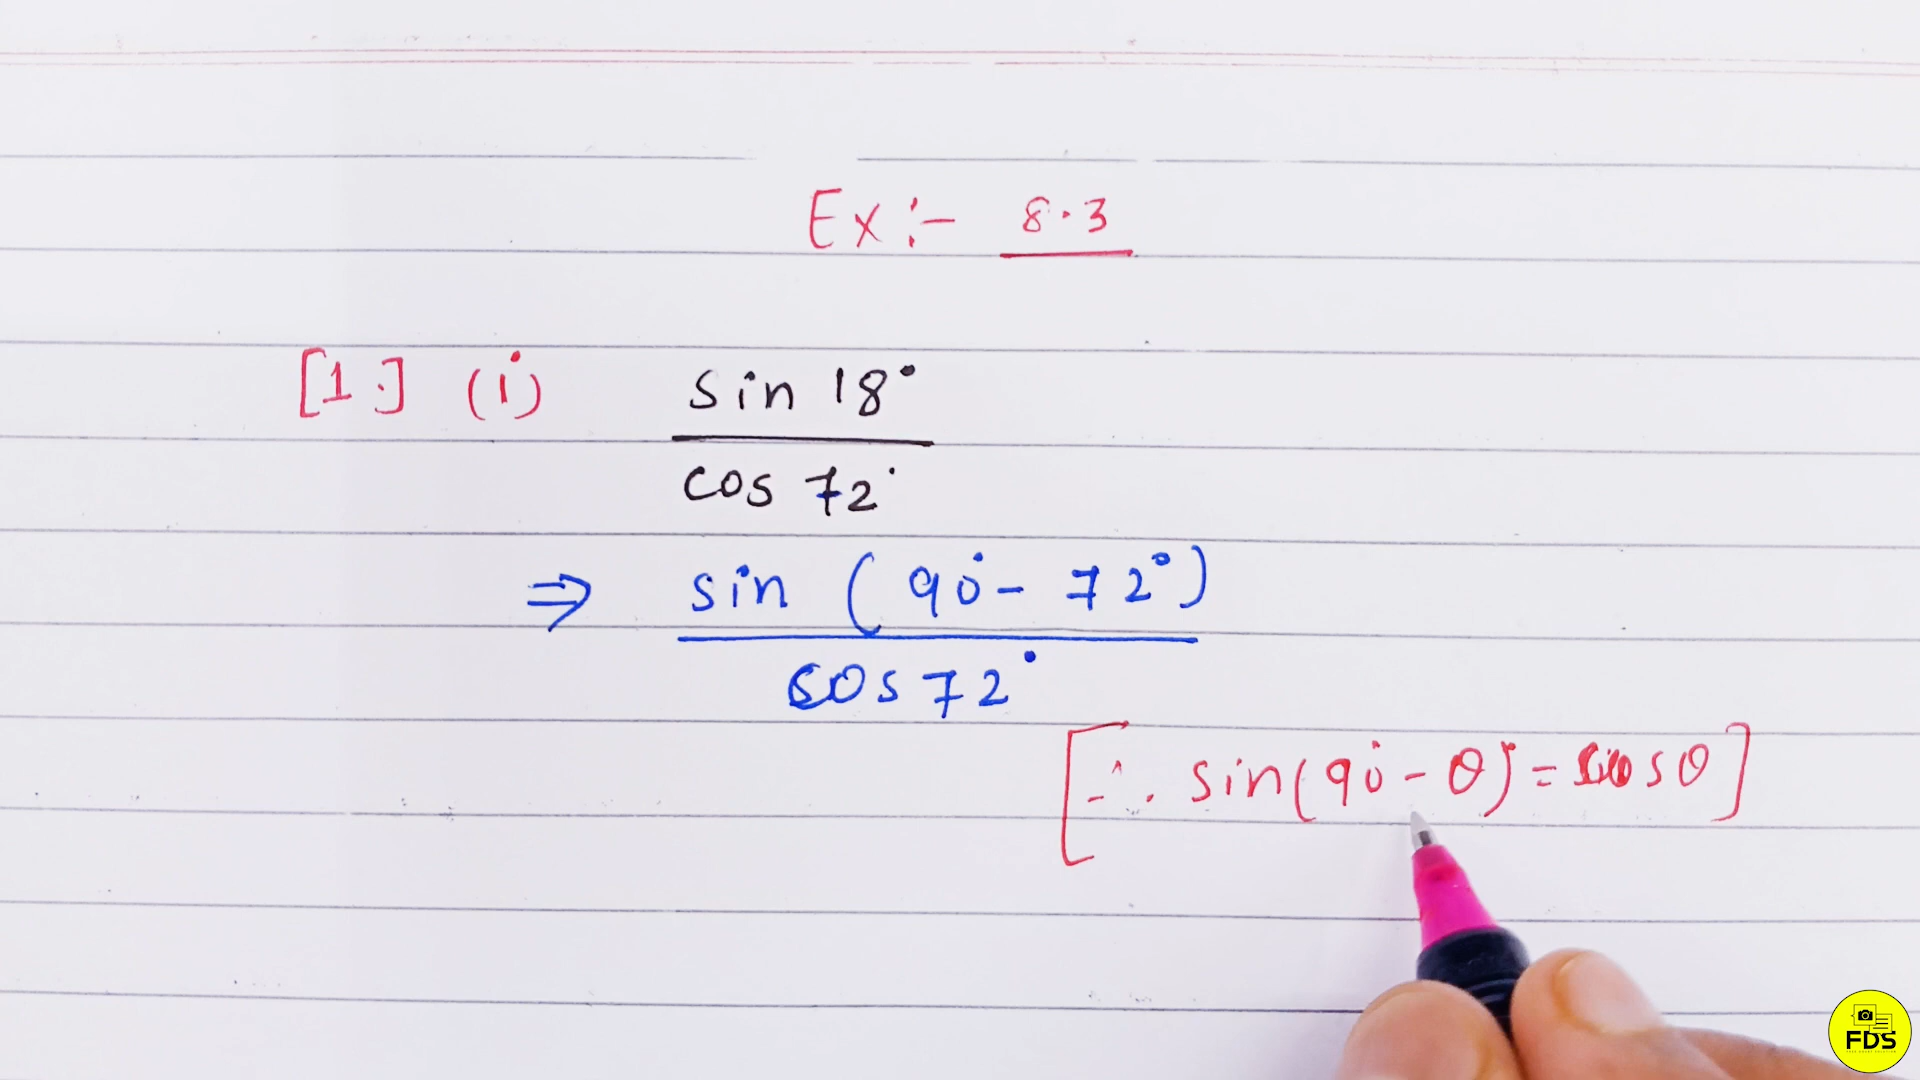 Ex :- 8.3
[1.] (i) sin 18°
cos 72°
⇒ sin (90° - 72°)
cos 72°
[∴ sin(90° - θ) = cos θ]
FDS